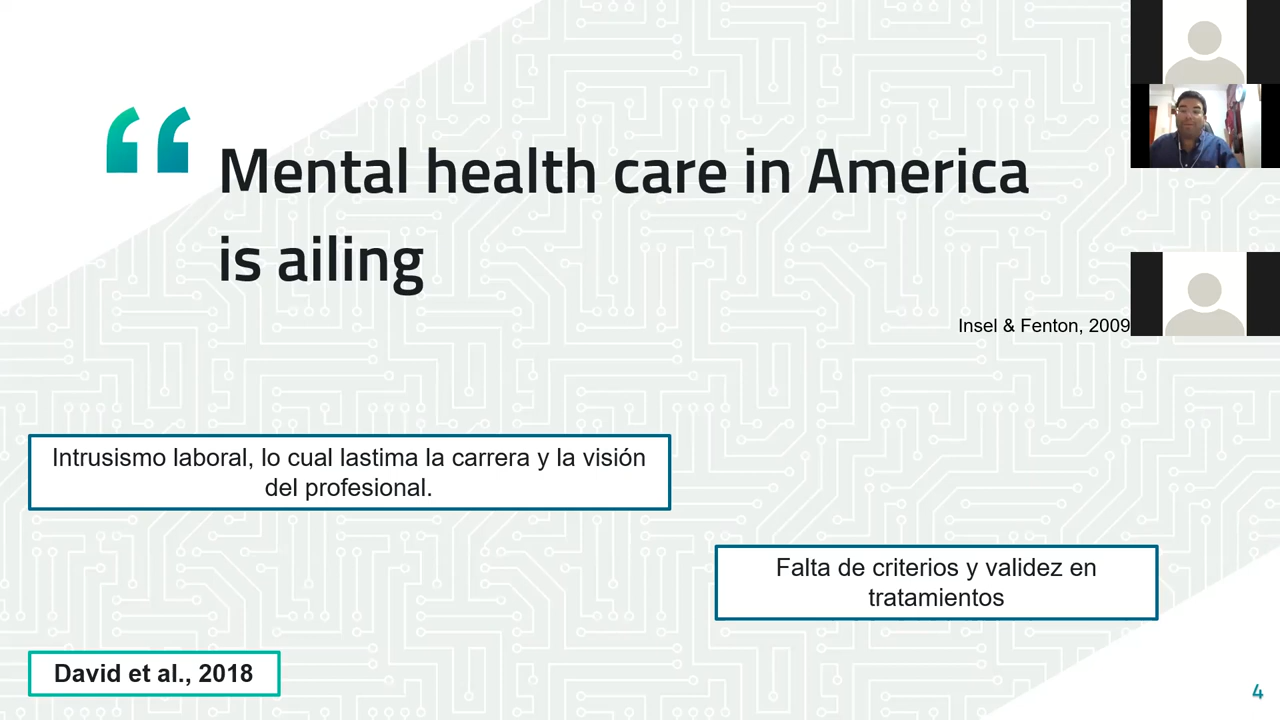 “
Mental health care in America
is ailing
Insel & Fenton, 2009
Intrusismo laboral, lo cual lastima la carrera y la visión
del profesional.
Falta de criterios y validez en
tratamientos
David et al., 2018
4